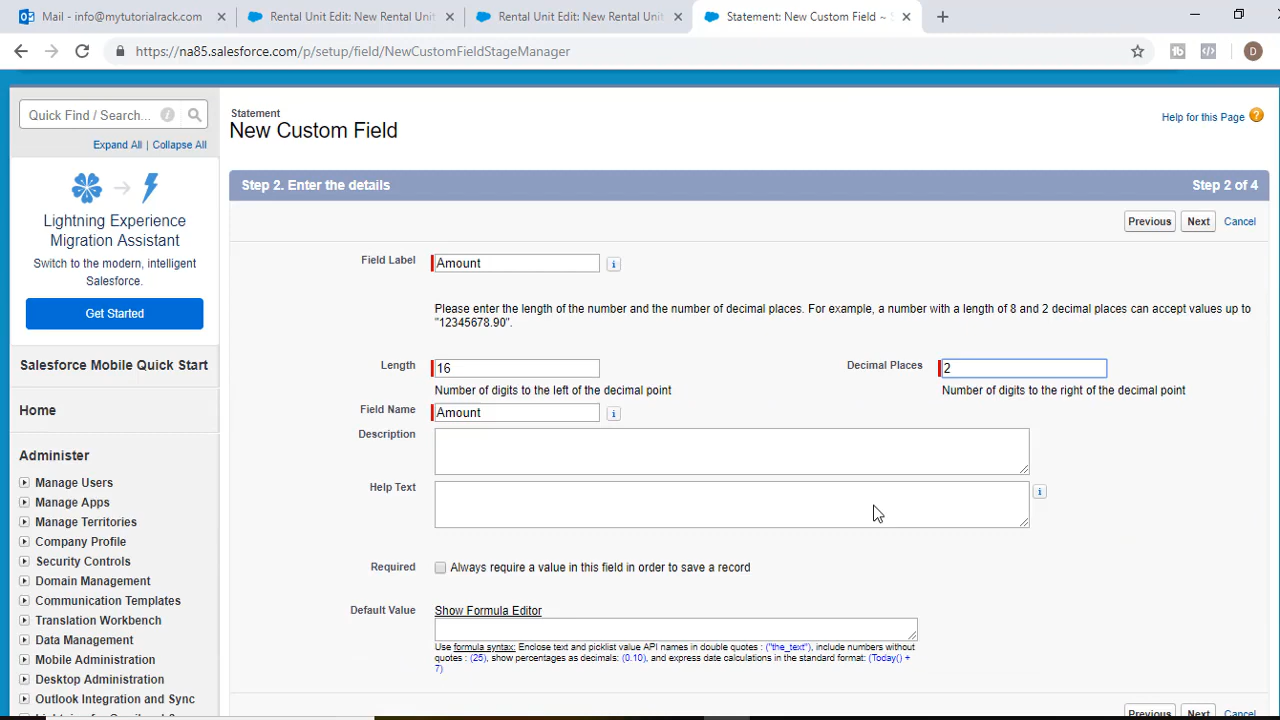 Mail - info@mytutorialrack.com
Rental Unit Edit: New Rental Uni
Rental Unit Edit: New Rental Uni
Statement: New Custom Field ~
https://na85.salesforce.com/p/setup/field/NewCustomFieldStageManager
D
Quick Find / Search...
Expand All | Collapse All
Lightning Experience
Migration Assistant
Switch to the modern, intelligent
Salesforce.
Get Started
Salesforce Mobile Quick Start
Home
Administer
Manage Users
Manage Apps
Manage Territories
Company Profile
Security Controls
Domain Management
Communication Templates
Translation Workbench
Data Management
Mobile Administration
Desktop Administration
Outlook Integration and Sync
Statement
New Custom Field
Help for this Page
Step 2. Enter the details
Step 2 of 4
Previous Next Cancel
Field Label Amount
Please enter the length of the number and the number of decimal places. For example, a number with a length of 8 and 2 decimal places can accept values up to
"12345678.90".
Length 16
Decimal Places 2
Number of digits to the left of the decimal point
Number of digits to the right of the decimal point
Field Name Amount
Description
Help Text
Required Always require a value in this field in order to save a record
Default Value Show Formula Editor
Use formula syntax: Enclose text and picklist value API names in double quotes : ("the_text"), include numbers without
quotes : (25), show percentages as decimals: (0.10), and express date calculations in the standard format: (Today() +
7)
Previous Next Cancel